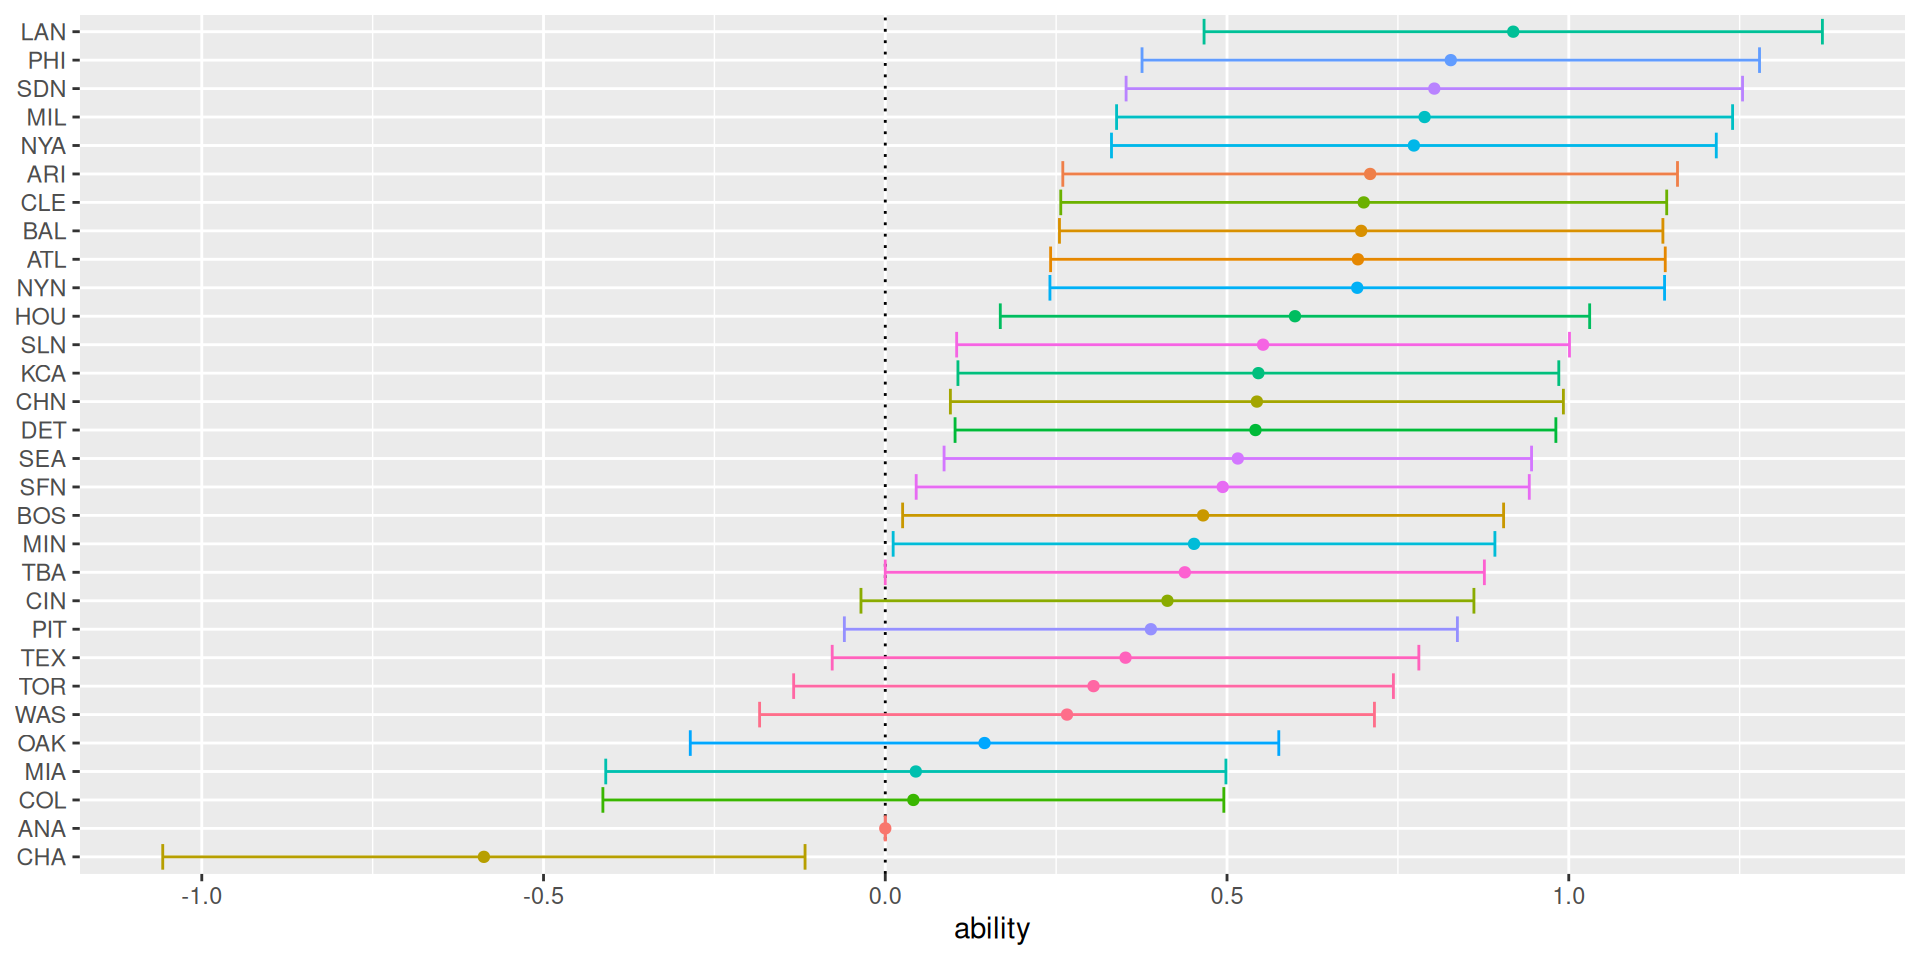 LAN
PHI
SDN
MIL
NYA
ARI
CLE
BAL
ATL
NYN
HOU
SLN
KCA
CHN
DET
SEA
SFN
BOS
MIN
TBA
CIN
PIT
TEX
TOR
WAS
OAK
MIA
COL
ANA
CHA
-1.0 -0.5 0.0 0.5 1.0
ability